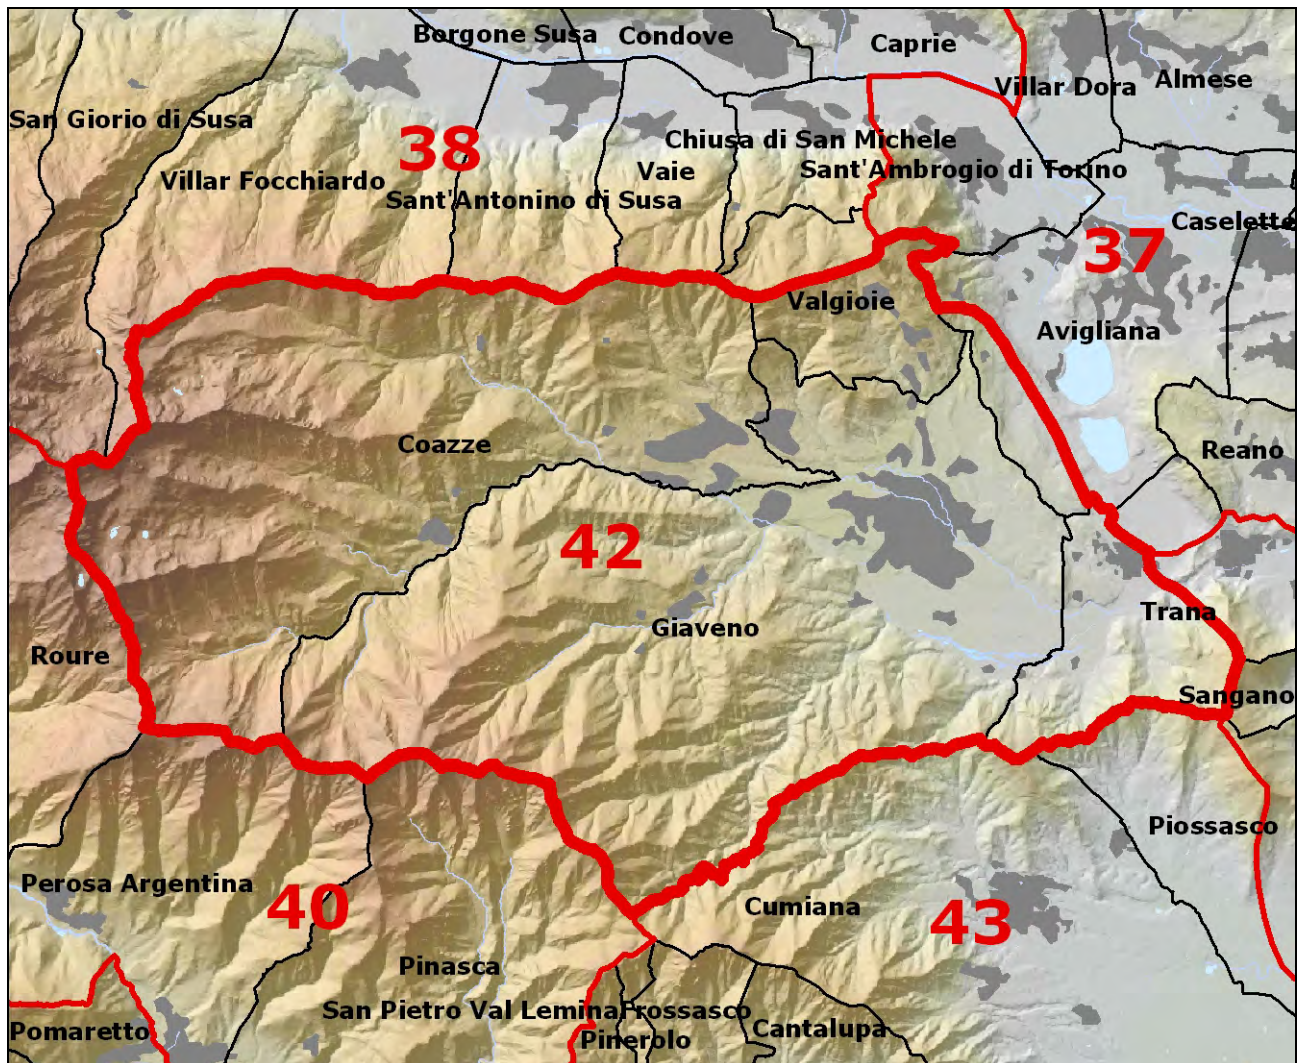 Borgone Susa
Condove
Caprie
Villar Dora
Almese
San Giorio di Susa
38
Chiusa di San Michele
Villar Focchiardo
Vaie
Sant'Ambrogio di Torino
Sant'Antonino di Susa
Caselette
37
Valgioie
Avigliana
Coazze
Reano
42
Trana
Giaveno
Roure
Sangano
Piossasco
Perosa Argentina
40
Cumiana
43
Pinasca
San Pietro Val Lemina
Frossasco
Pomaretto
Pinerolo
Cantalupa